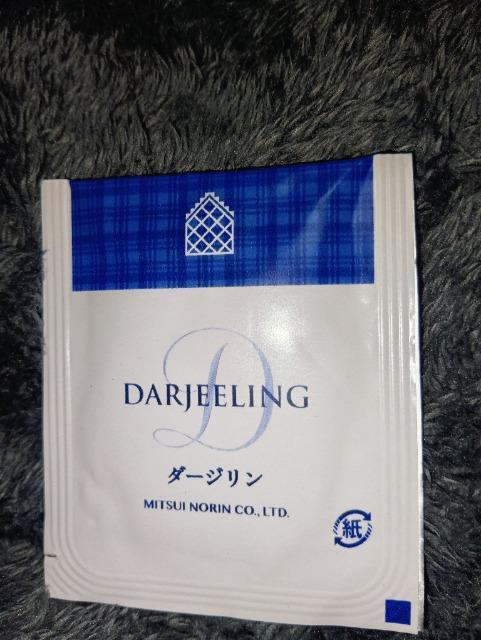 D
DARJEELING
ダージリン
MITSUI NORIN CO., LTD.
紙